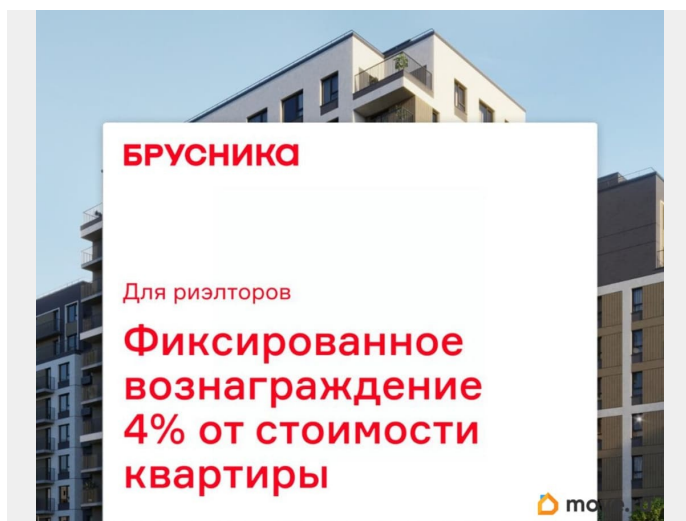 БРУСНИКА
Для риэлторов
Фиксированное
вознаграждение
4% от стоимости
квартиры